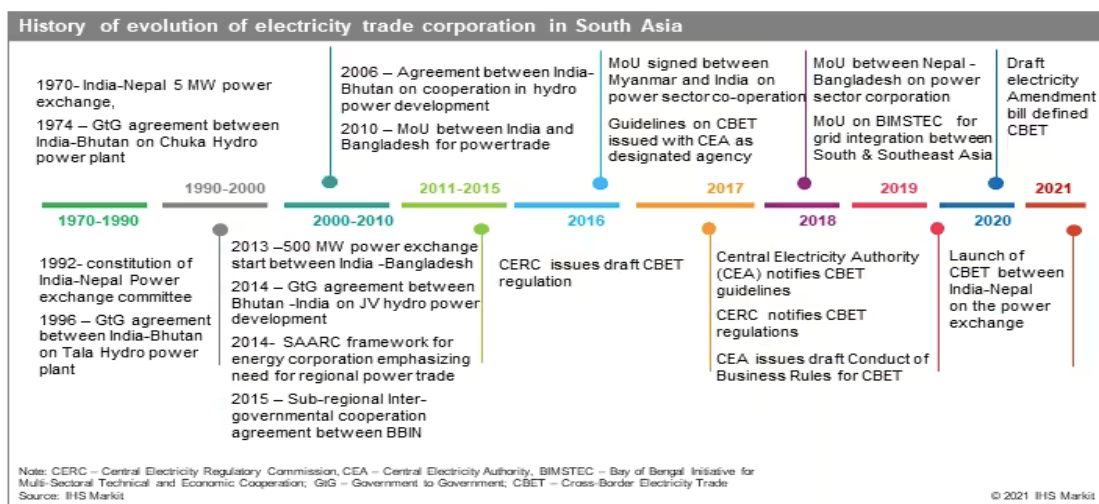 History of evolution of electricity trade corporation in South Asia
1970- India-Nepal 5 MW power
exchange,
1974 – GtG agreement between
India-Bhutan on Chuka Hydro
power plant
2006 – Agreement between India-
Bhutan on cooperation in hydro
power development
2010 – MoU between India and
Bangladesh for power trade
MoU signed between
Myanmar and India on
power sector co-operation
Guidelines on CBET
issued with CEA as
designated agency
MoU between Nepal -
Bangladesh on power
sector corporation
MoU on BIMSTEC for
grid integration between
South & Southeast Asia
Draft
electricity
Amendment
bill defined
CBET
1970-1990
1990-2000
2000-2010
2011-2015
2016
2017
2018
2019
2020
2021
1992- constitution of
India-Nepal Power
exchange committee
1996 – GtG agreement
between India-Bhutan
on Tala Hydro power
plant
2013 –500 MW power exchange
start between India -Bangladesh
2014 – GtG agreement between
Bhutan -India on JV hydro power
development
2014- SAARC framework for
energy corporation emphasizing
need for regional power trade
2015 – Sub-regional Inter-
governmental cooperation
agreement between BBIN
CERC issues draft CBET
regulation
Central Electricity Authority
(CEA) notifies CBET
guidelines
CERC notifies CBET
regulations
CEA issues draft Conduct of
Business Rules for CBET
Launch of
CBET between
India-Nepal
on the power
exchange
Note: CERC – Central Electricity Regulatory Commission, CEA – Central Electricity Authority, BIMSTEC – Bay of Bengal Initiative for
Multi-Sectoral Technical and Economic Cooperation; GtG – Government to Government; CBET – Cross-Border Electricity Trade
Source: IHS Markit
© 2021 IHS Markit